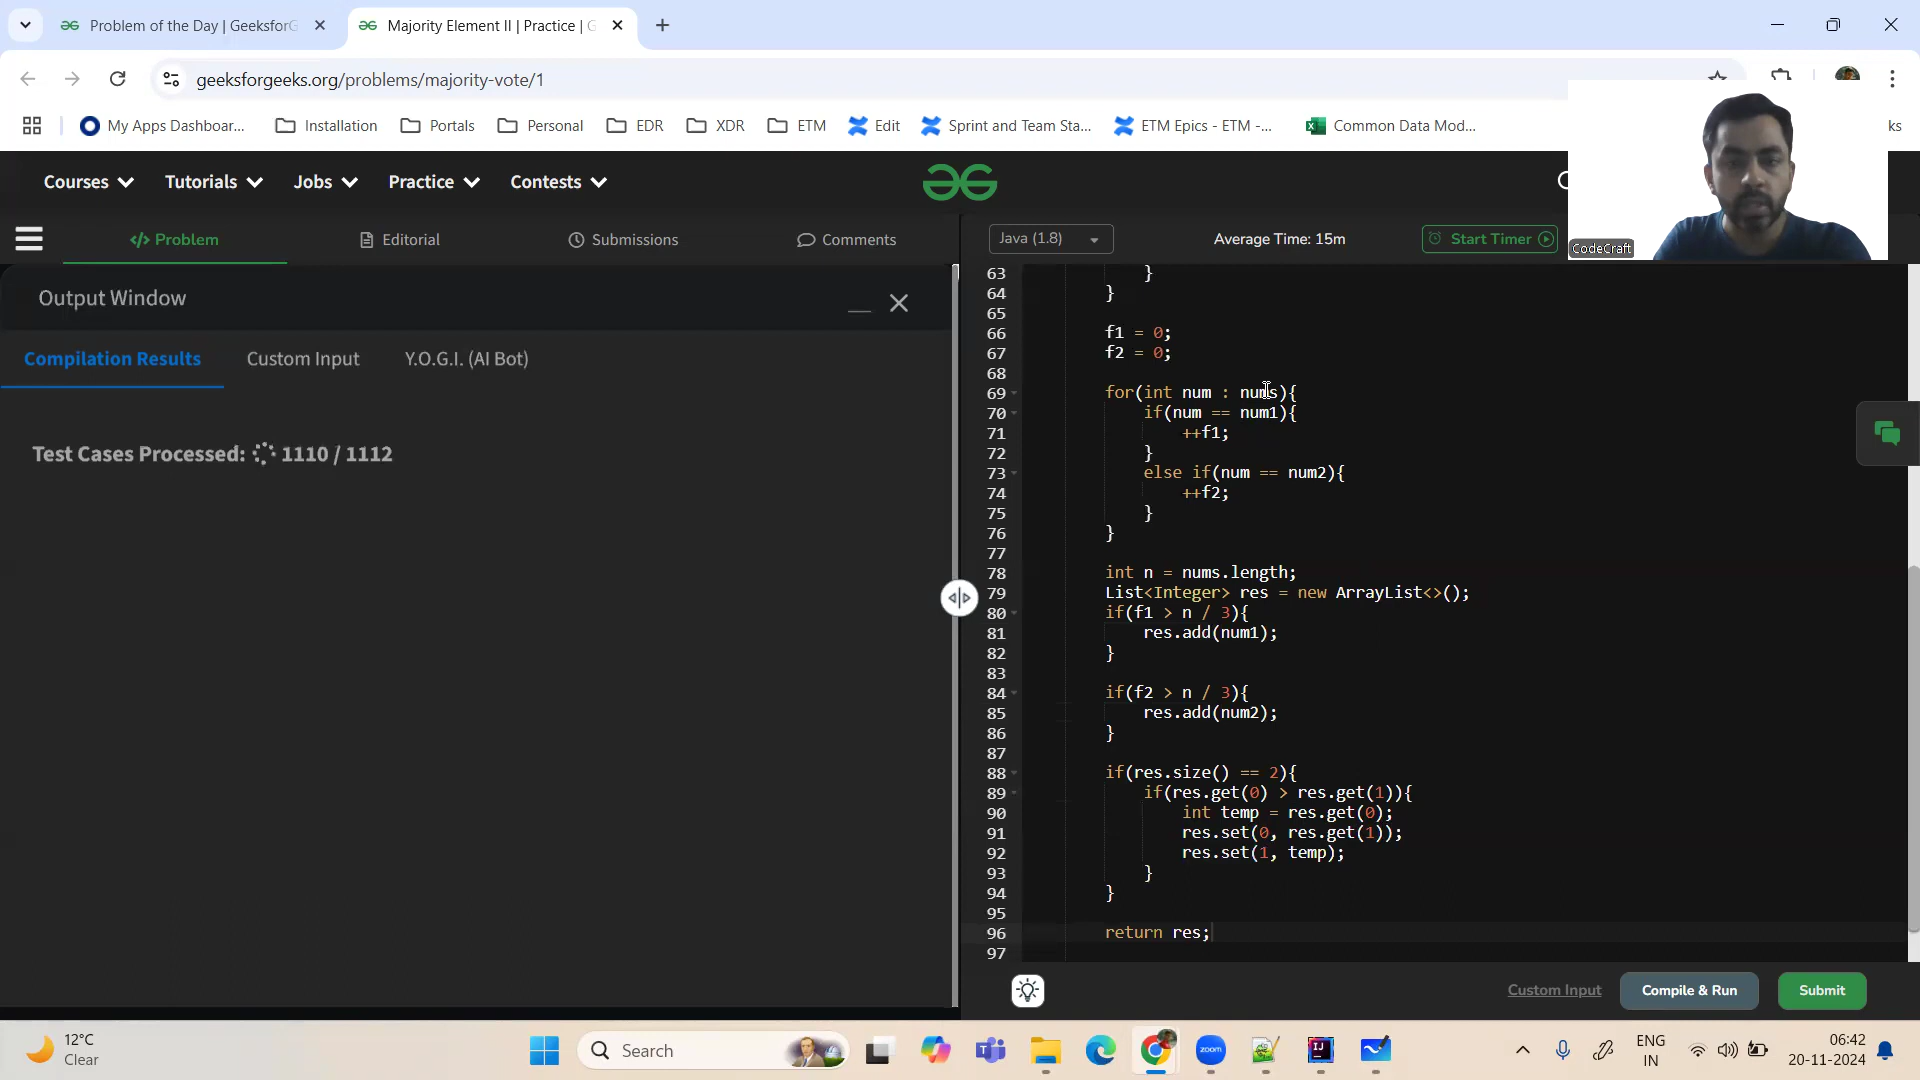 Problem of the Day | GeeksforG
Majority Element II | Practice | G
geeksforgeeks.org/problems/majority-vote/1
My Apps Dashboar...
Installation
Portals
Personal
EDR
XDR
ETM
Edit
Sprint and Team Sta...
ETM Epics - ETM -...
Common Data Mod...
ks
Courses
Tutorials
Jobs
Practice
Contests
CodeCraft
</> Problem
Editorial
Submissions
Comments
Java (1.8)
Average Time: 15m
Start Timer
Output Window
Compilation Results
Custom Input
Y.O.G.I. (AI Bot)
Test Cases Processed: 1110 / 1112
63 }
64 }
65
66 f1 = 0;
67 f2 = 0;
68
69 for(int num : nums){
70 if(num == num1){
71 ++f1;
72 }
73 else if(num == num2){
74 ++f2;
75 }
76 }
77
78 int n = nums.length;
79 List<Integer> res = new ArrayList<>();
80 if(f1 > n / 3){
81 res.add(num1);
82 }
83
84 if(f2 > n / 3){
85 res.add(num2);
86 }
87
88 if(res.size() == 2){
89 if(res.get(0) > res.get(1)){
90 int temp = res.get(0);
91 res.set(0, res.get(1));
92 res.set(1, temp);
93 }
94 }
95
96 return res;
97
Custom Input
Compile & Run
Submit
12°C
Clear
Search
zoom
ENG
IN
06:42
20-11-2024